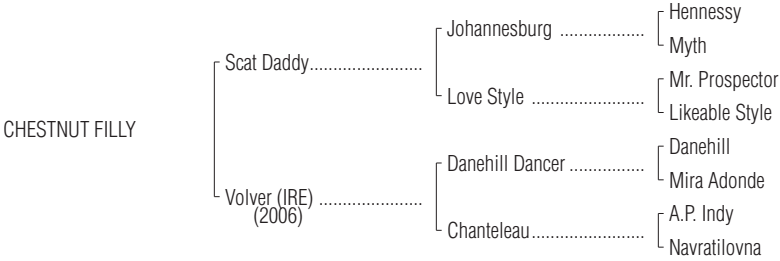 Hennessy
Johannesburg ..................
Myth
Scat Daddy........................
Mr. Prospector
Love Style ........................
Likeable Style
CHESTNUT FILLY
Danehill
Danehill Dancer ................
Mira Adonde
Volver (IRE) ......................
(2006)
A.P. Indy
Chanteleau........................
Navratilovna